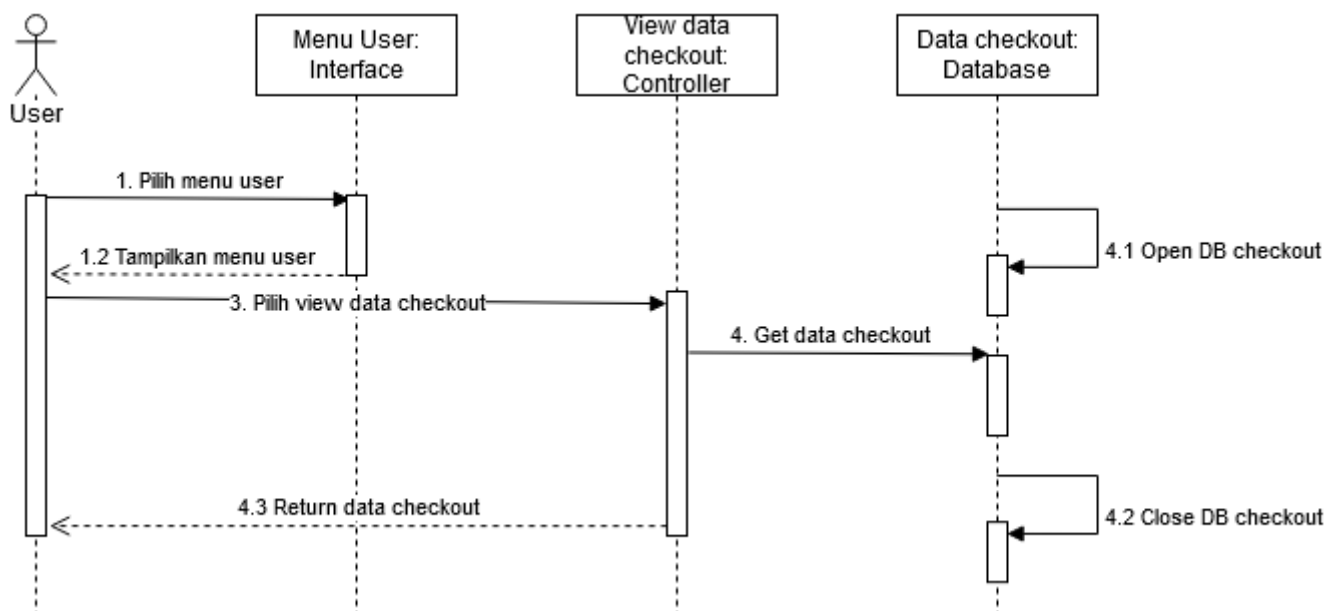 User
Menu User:
Interface
View data
checkout:
Controller
Data checkout:
Database
1. Pilih menu user
1.2 Tampilkan menu user
4.1 Open DB checkout
3. Pilih view data checkout
4. Get data checkout
4.3 Return data checkout
4.2 Close DB checkout